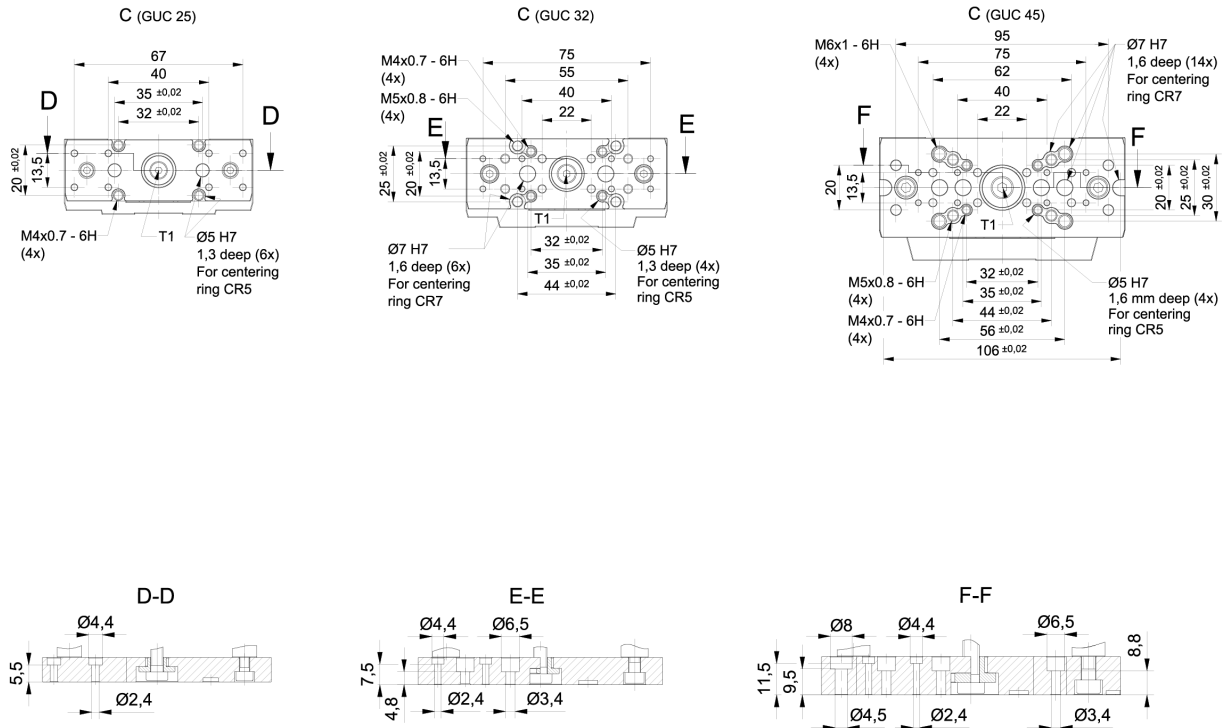 C (GUC 25)
67
40
35 ±0,02
32 ±0,02
D
D
20 ±0,02
13,5
M4x0.7 - 6H
(4x)
T1
Ø5 H7
1,3 deep (6x)
For centering
ring CR5
C (GUC 32)
M4x0.7 - 6H
(4x)
M5x0.8 - 6H
(4x)
75
55
40
22
E
E
25 ±0,02
20 ±0,02
13,5
T1
Ø7 H7
1,6 deep (6x)
For centering
ring CR7
32 ±0,02
35 ±0,02
44 ±0,02
Ø5 H7
1,3 deep (4x)
For centering
ring CR5
C (GUC 45)
M6x1 - 6H
(4x)
95
75
62
40
22
Ø7 H7
1,6 deep (14x)
For centering
ring CR7
F
F
20
13,5
20 ±0,02
25 ±0,02
30 ±0,02
T1
M5x0.8 - 6H
(4x)
M4x0.7 - 6H
(4x)
32 ±0,02
35 ±0,02
44 ±0,02
56 ±0,02
106 ±0,02
Ø5 H7
1,6 mm deep (4x)
For centering
ring CR5
D-D
Ø4,4
5,5
Ø2,4
E-E
Ø4,4
Ø6,5
7,5
4,8
Ø2,4
Ø3,4
F-F
Ø8
Ø4,4
Ø6,5
8,8
11,5
9,5
Ø4,5
Ø2,4
Ø3,4